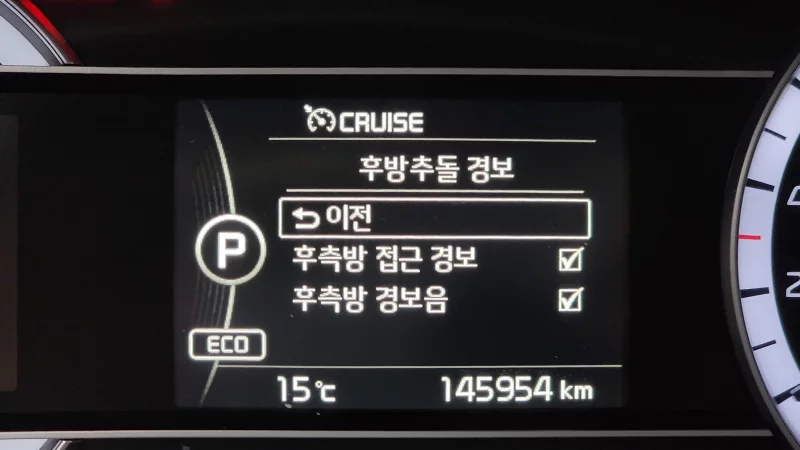 CRUISE
후방추돌 경보
이전
후측방 접근 경보
P
후측방 경보음
ECO
15℃ 145954 km